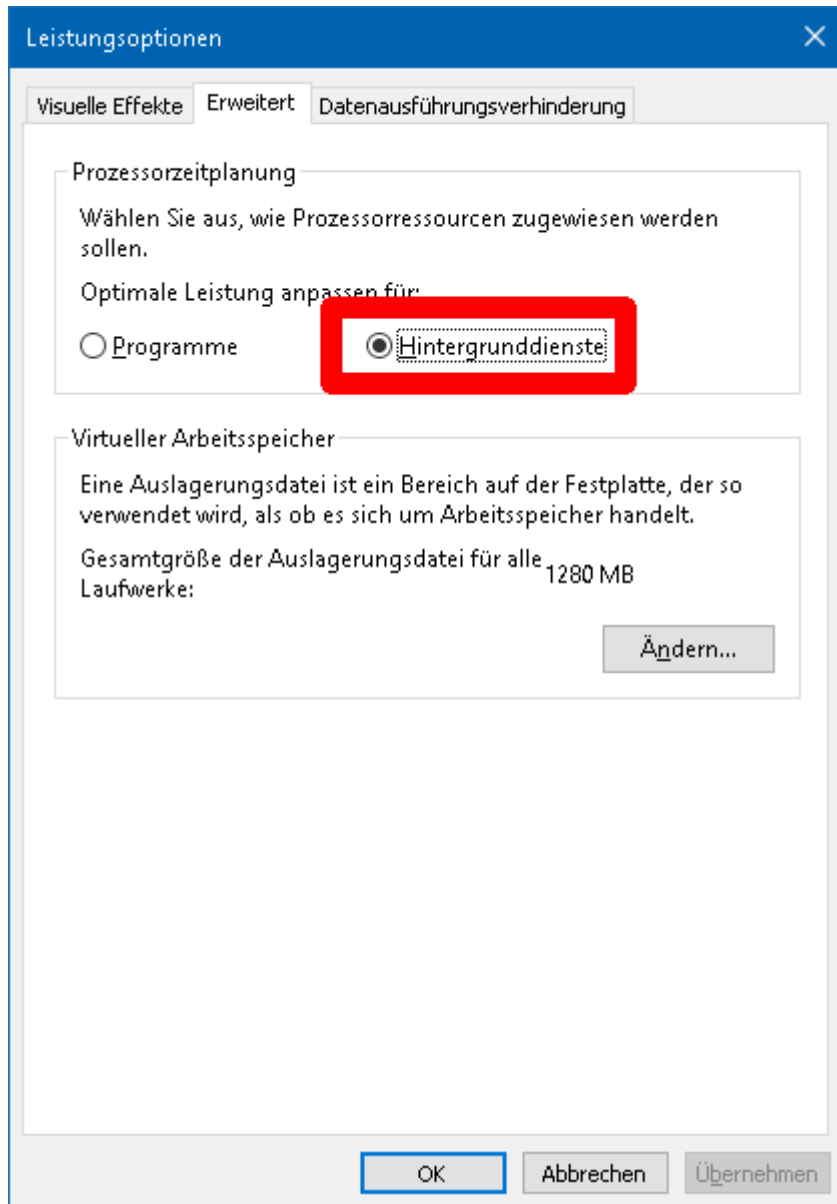 Leistungsoptionen
Visuelle Effekte Erweitert Datenausführungsverhinderung
Prozessorzeitplanung
Wählen Sie aus, wie Prozessorressourcen zugewiesen werden
sollen.
Optimale Leistung anpassen für:
Programme Hintergrunddienste
Virtueller Arbeitsspeicher
Eine Auslagerungsdatei ist ein Bereich auf der Festplatte, der so
verwendet wird, als ob es sich um Arbeitsspeicher handelt.
Gesamtgröße der Auslagerungsdatei für alle
Laufwerke: 1280 MB
Ändern...
OK Abbrechen Übernehmen